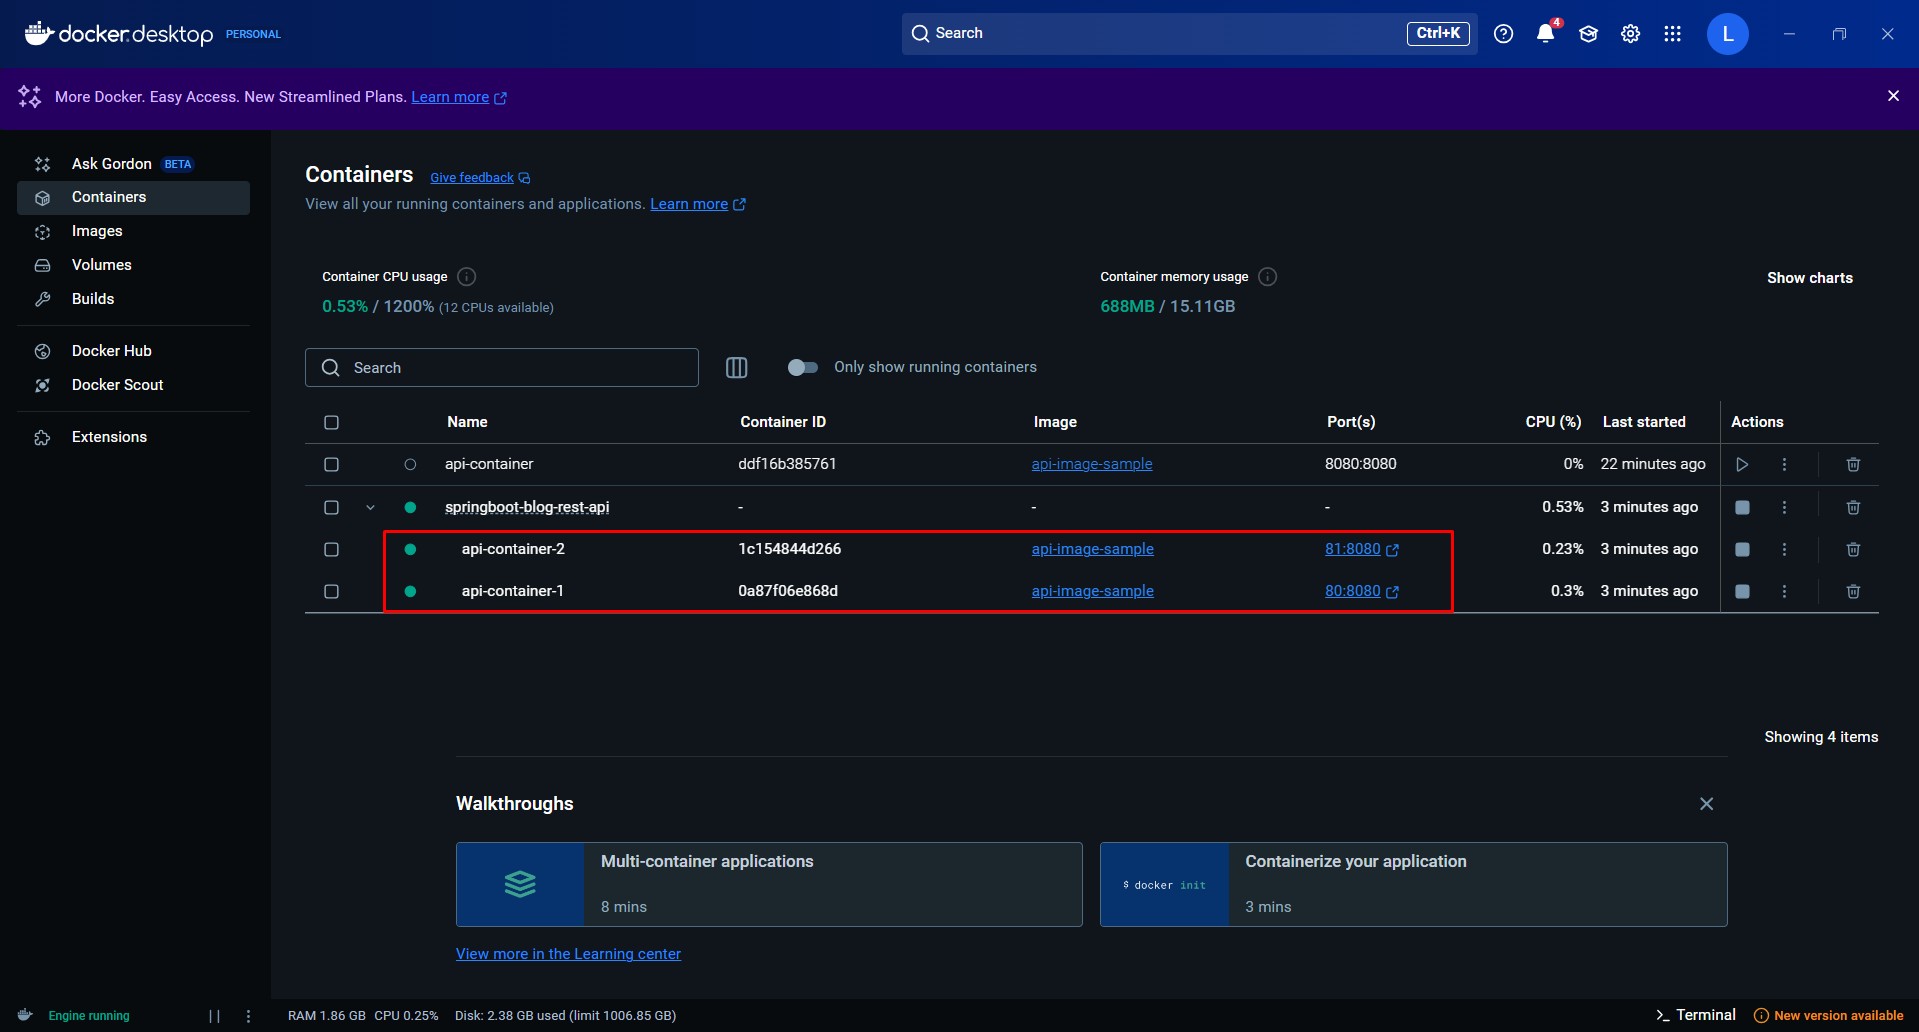 docker.desktop PERSONAL
Search Ctrl+K
4
L
More Docker. Easy Access. New Streamlined Plans. Learn more
Ask Gordon BETA
Containers
Images
Volumes
Builds
Docker Hub
Docker Scout
Extensions
Containers Give feedback
View all your running containers and applications. Learn more
Container CPU usage
0.53% / 1200% (12 CPUs available)
Container memory usage
688MB / 15.11GB
Show charts
Search
Only show running containers
Name Container ID Image Port(s) CPU (%) Last started Actions
api-container ddf16b385761 api-image-sample 8080:8080 0% 22 minutes ago
springboot-blog-rest-api - - - 0.53% 3 minutes ago
api-container-2 1c154844d266 api-image-sample 81:8080 0.23% 3 minutes ago
api-container-1 0a87f06e868d api-image-sample 80:8080 0.3% 3 minutes ago
Showing 4 items
Walkthroughs
Multi-container applications
8 mins
$ docker init
Containerize your application
3 mins
View more in the Learning center
Engine running
RAM 1.86 GB CPU 0.25% Disk: 2.38 GB used (limit 1006.85 GB)
Terminal
New version available